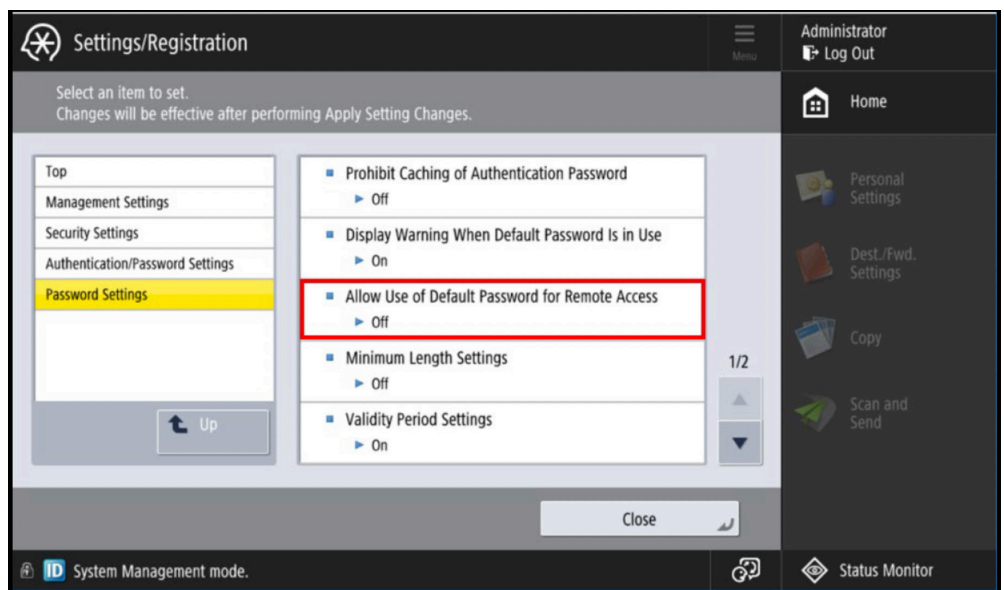 Settings/Registration
Menu
Administrator
Log Out
Select an item to set.
Changes will be effective after performing Apply Setting Changes.
Home
Top
Management Settings
Security Settings
Authentication/Password Settings
Password Settings
Up
Prohibit Caching of Authentication Password
Off
Display Warning When Default Password Is in Use
On
Allow Use of Default Password for Remote Access
Off
Minimum Length Settings
Off
Validity Period Settings
On
1/2
Personal
Settings
Dest./Fwd.
Settings
Copy
Scan and
Send
Close
ID System Management mode.
Status Monitor